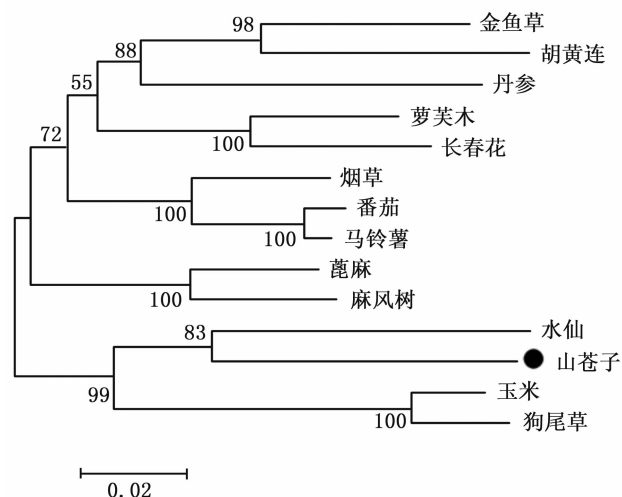 98
金鱼草
胡黄连
88
55
丹参
萝芙木
72
100
长春花
烟草
番茄
100
100
马铃薯
蓖麻
100
麻风树
83
水仙
山苍子
99
玉米
100
狗尾草
0.02